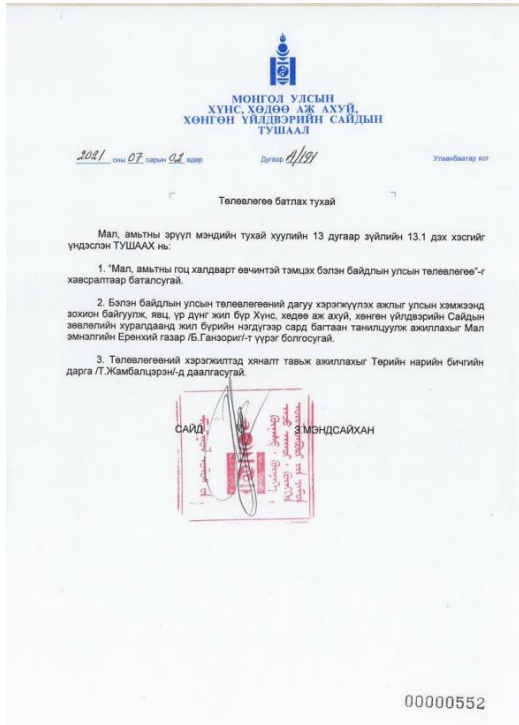 МОНГОЛ УЛСЫН
ХҮНС, ХӨДӨӨ АЖ АХУЙ,
ХӨНГӨН ҮЙЛДВЭРИЙН САЙДЫН
ТУШААЛ
2021 оны 07 сарын 02 өдөр Дугаар А/191 Улаанбаатар хот
Төлөвлөгөө батлах тухай
Мал, амьтны эрүүл мэндийн тухай хуулийн 13 дугаар зүйлийн 13.1 дэх хэсгийг
үндэслэн ТУШААХ нь:
1. "Мал, амьтны гоц халдварт өвчинтэй тэмцэх бэлэн байдлын улсын төлөвлөгөө"-г
хавсралтаар баталсугай.
2. Бэлэн байдлын улсын төлөвлөгөөний дагуу хэрэгжүүлэх ажлыг улсын хэмжээнд
зохион байгуулж, явц, үр дүнг жил бүр Хүнс, хөдөө аж ахуй, хөнгөн үйлдвэрийн Сайдын
зөвлөлийн хуралдаанд жил бүрийн нэгдүгээр сард багтаан танилцуулж ажиллахыг Мал
эмнэлгийн Ерөнхий газар /Б.Ганзориг/-т үүрэг болгосугай.
3. Төлөвлөгөөний хэрэгжилтэд хяналт тавьж ажиллахыг Төрийн нарийн бичгийн
дарга /Т.Жамбалцэрэн/-д даалгасугай.
САЙД З.МЭНДСАЙХАН
00000552